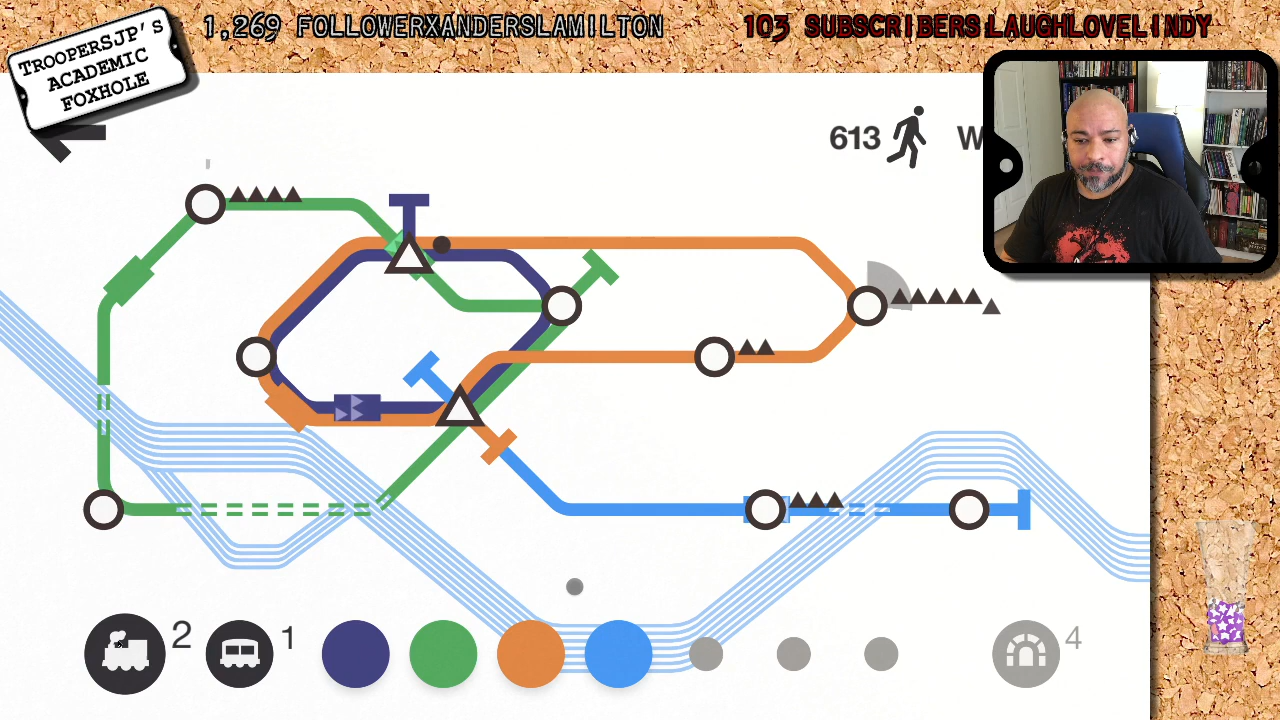 1,269 FOLLOWERXANDERSLAMILTON
103 SUBSCRIBERS:LAUGHLOVELINDY
TROOPERSJP'S
ACADEMIC
FOXHOLE
613
W
2
1
4